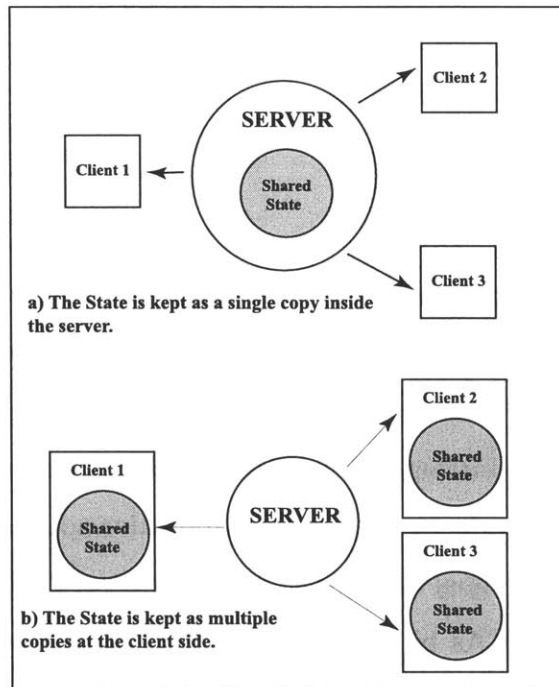 Client 2
SERVER
Client 1
Shared
State
Client 3
a) The State is kept as a single copy inside
the server.
Client 2
Client 1
Shared
State
SERVER
Shared
State
Client 3
Shared
State
b) The State is kept as multiple
copies at the client side.